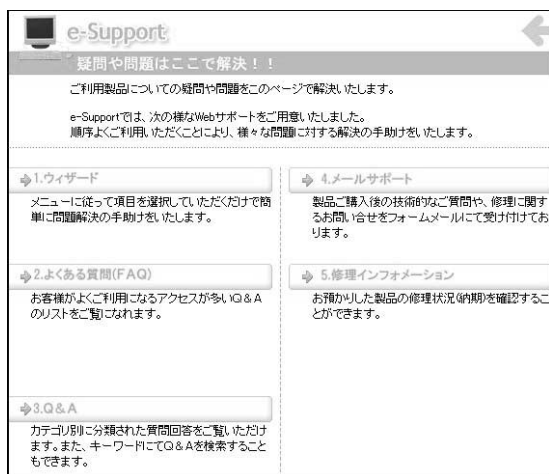 e-Support
疑問や問題はここで解決！！
ご利用製品についての疑問や問題をこのページで解決いたします。
e-Supportでは、次の様なWebサポートをご用意いたしました。
順序よくご利用いただくことにより、様々な問題に対する解決の手助けをいたします。
1.ウィザード
メニューに従って項目を選択していただくだけで簡
単に問題解決の手助けをいたします。
2.よくある質問(FAQ)
お客様がよくご利用になるアクセスが多いQ&A
のリストをご覧になれます。
3.Q&A
カテゴリ別に分類された質問回答をご覧いただけ
ます。また、キーワードにてQ&Aを検索すること
もできます。
4.メールサポート
製品ご購入後の技術的なご質問や、修理に関す
るお問い合せをフォームメールにて受け付けてお
ります。
5.修理インフォメーション
お預かりした製品の修理状況(納期)を確認するこ
とができます。